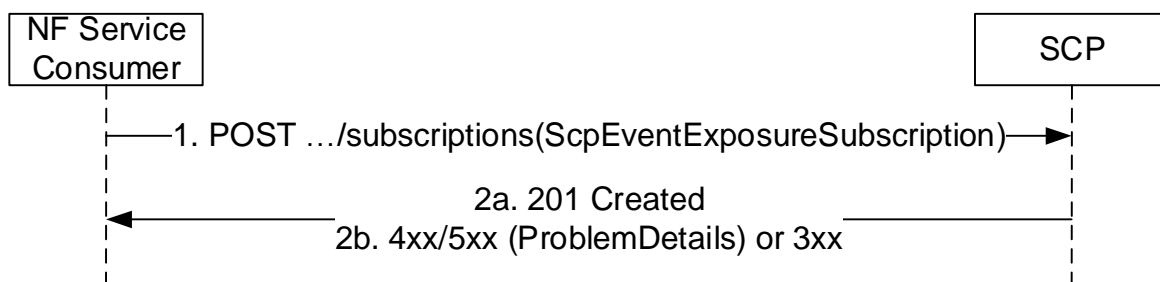 NF Service
Consumer
SCP
1. POST …/subscriptions(ScpEventExposureSubscription)
2a. 201 Created
2b. 4xx/5xx (ProblemDetails) or 3xx